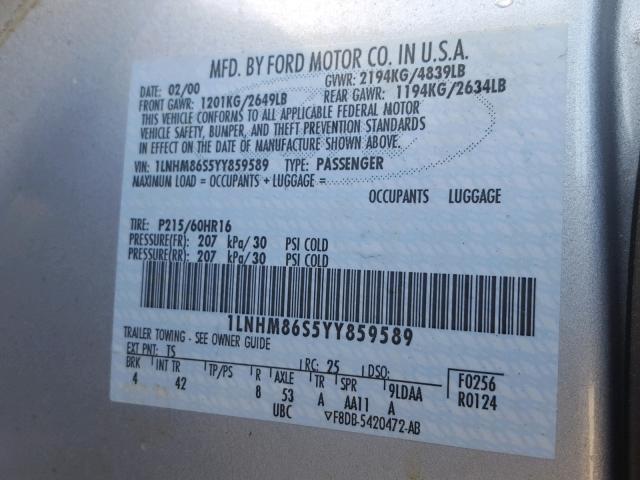 MFD. BY FORD MOTOR CO. IN U.S.A.
DATE: 02/00 GVWR: 2194KG/4839LB
FRONT GAWR: 1201KG/2649LB REAR GAWR: 1194KG/2634LB
THIS VEHICLE CONFORMS TO ALL APPLICABLE FEDERAL MOTOR
VEHICLE SAFETY, BUMPER, AND THEFT PREVENTION STANDARDS
IN EFFECT ON THE DATE OF MANUFACTURE SHOWN ABOVE.
VIN: 1LNHM86S5YY859589 TYPE: PASSENGER
MAXIMUM LOAD = OCCUPANTS + LUGGAGE =
OCCUPANTS LUGGAGE
TIRE: P215/60HR16
PRESSURE(FR): 207 kPa/30 PSI COLD
PRESSURE(RR): 207 kPa/30 PSI COLD
1LNHM86S5YY859589
TRAILER TOWING - SEE OWNER GUIDE
EXT PNT: TS RC: 25 DSO:
BRK INT TR TP/PS R AXLE TR SPR 9LDAA F0256
4 42 8 53 A AA11 A R0124
UBC F8DB-5420472-AB